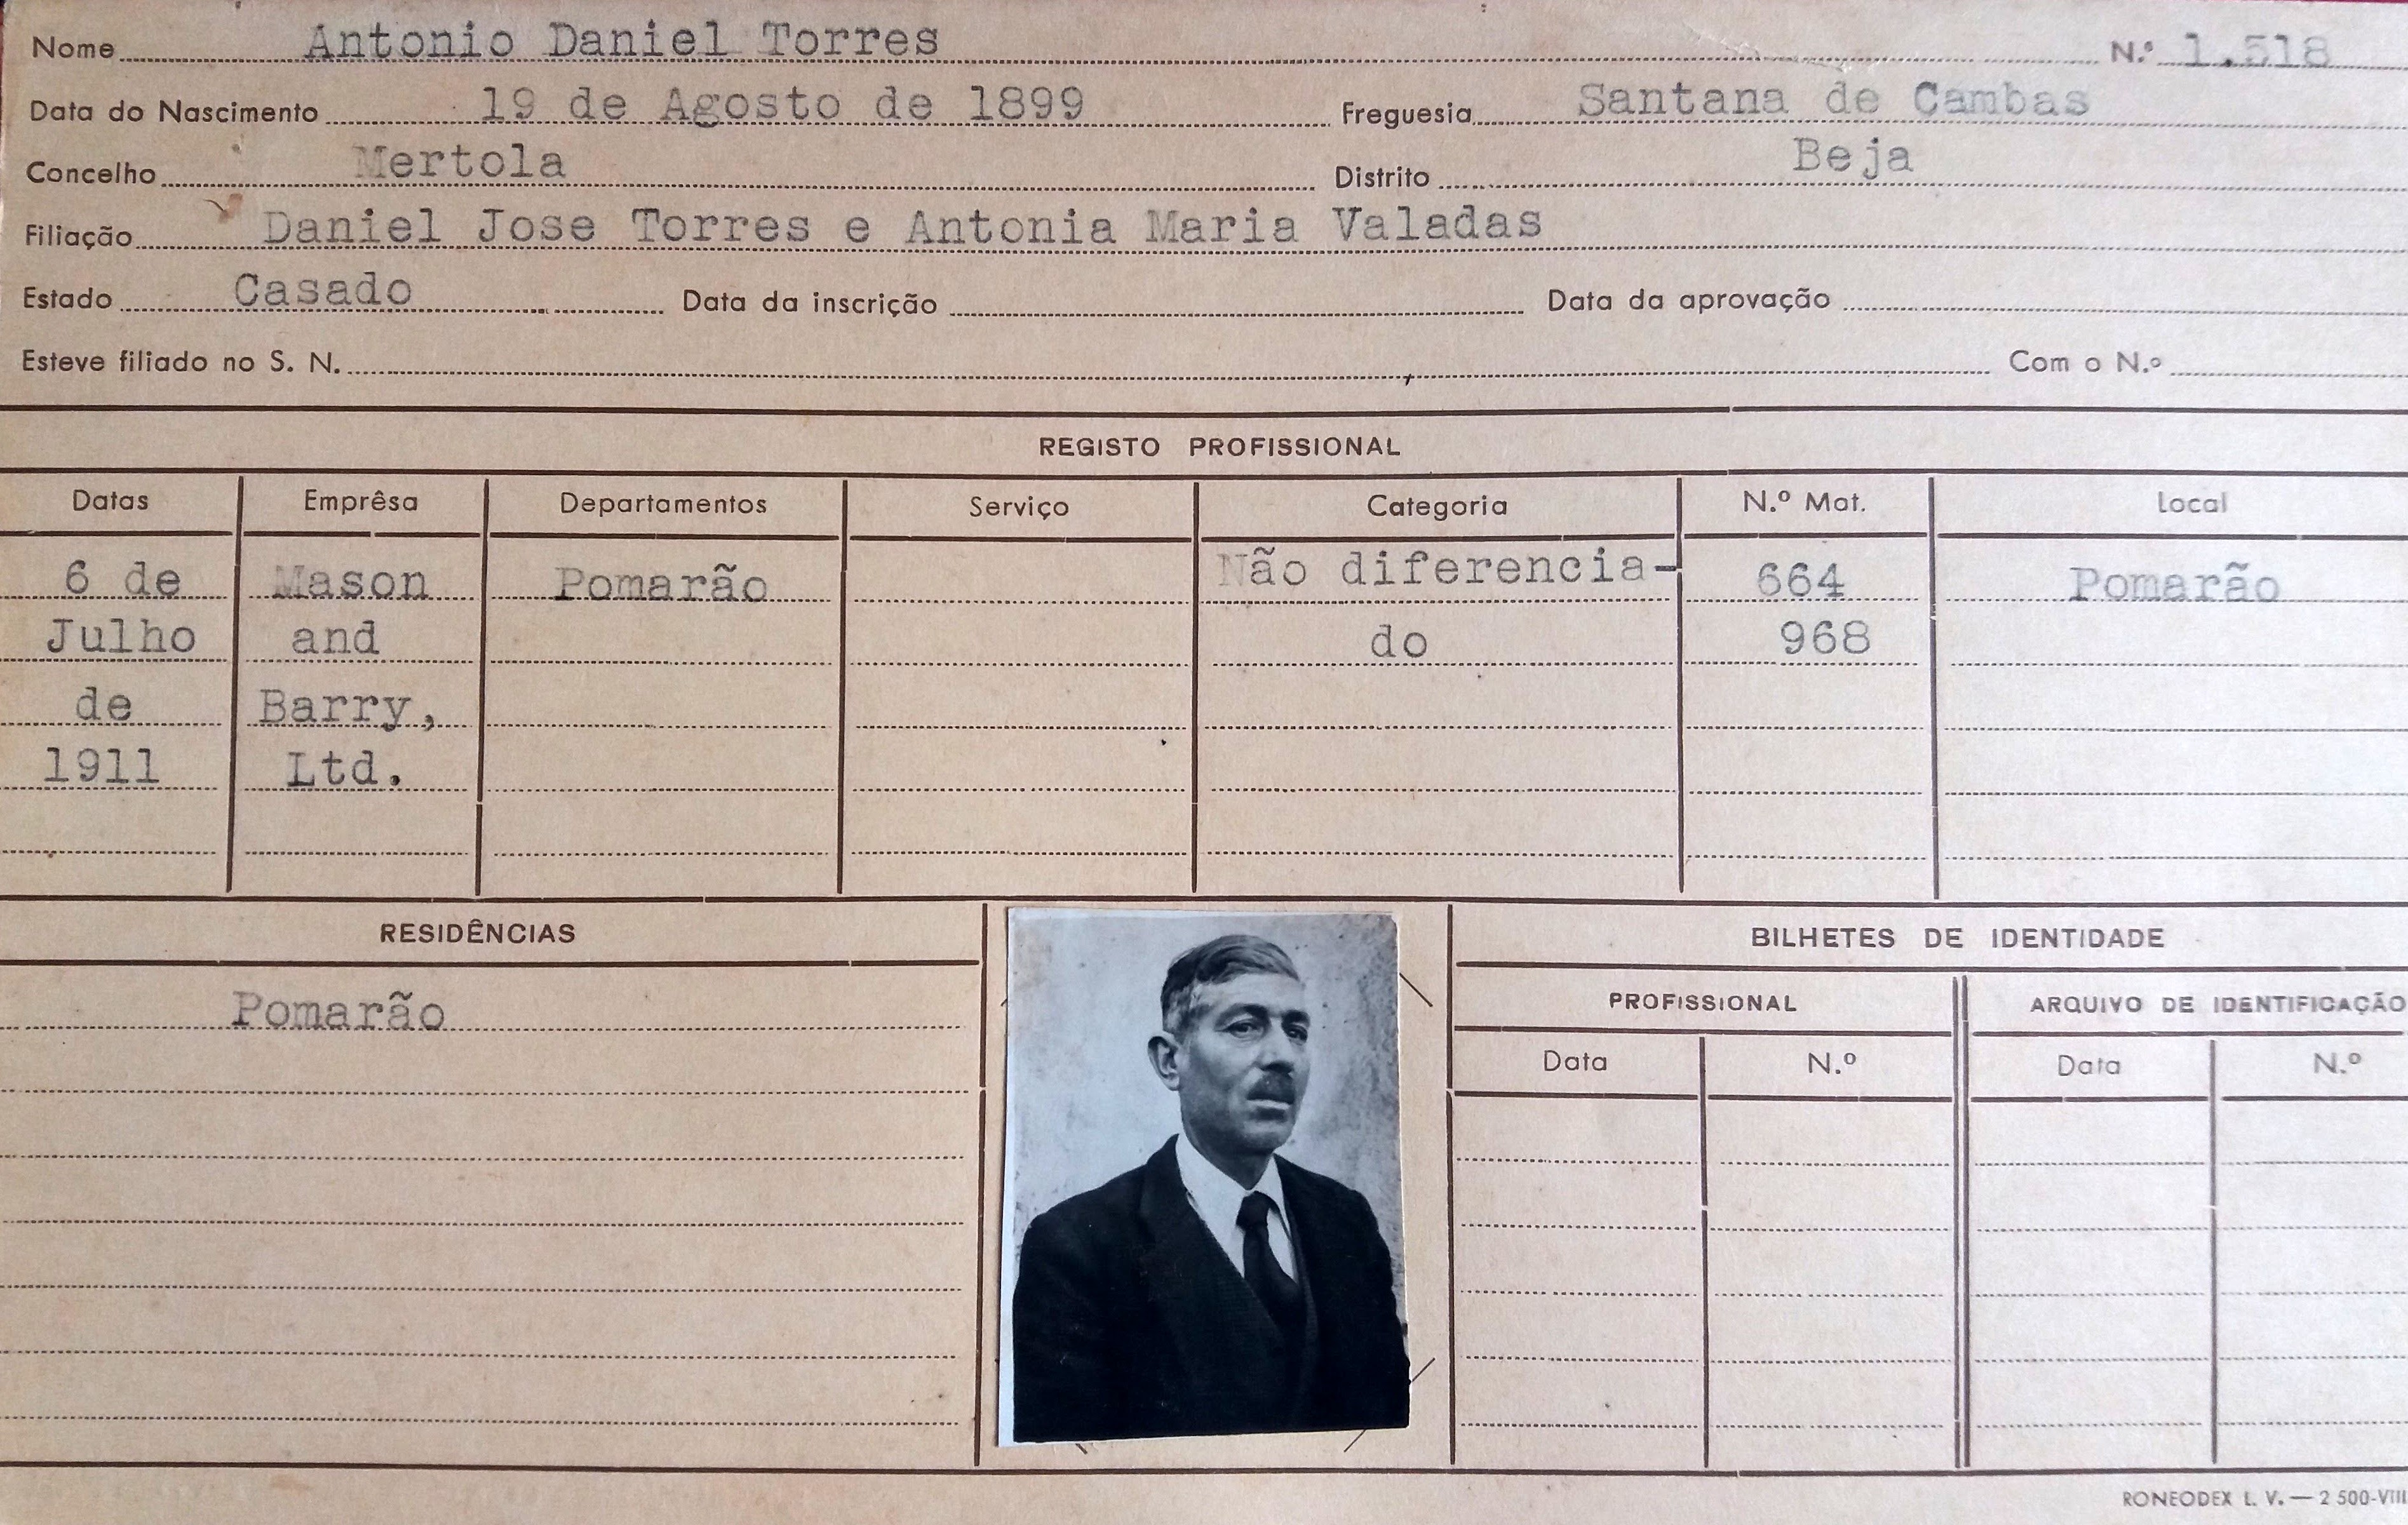 Nome Antonio Daniel Torres N.º 1.518
Data do Nascimento 19 de Agosto de 1899 Freguesia Santana de Cambas
Concelho Mertola Distrito Beja
Filiação Daniel Jose Torres e Antonia Maria Valadas
Estado Casado Data da inscrição Data da aprovação
Esteve filiado no S. N. Com o N.º
REGISTO PROFISSIONAL
Datas Emprêsa Departamentos Serviço Categoria N.º Mat. Local
6 de Mason Pomarão Não diferencia- 664 Pomarão
Julho and do 968
de Barry,
1911 Ltd.
RESIDÊNCIAS BILHETES DE IDENTIDADE
Pomarão PROFISSIONAL ARQUIVO DE IDENTIFICAÇÃO
Data N.º Data N.º
RONEODEX L. V. — 2 500-VIII